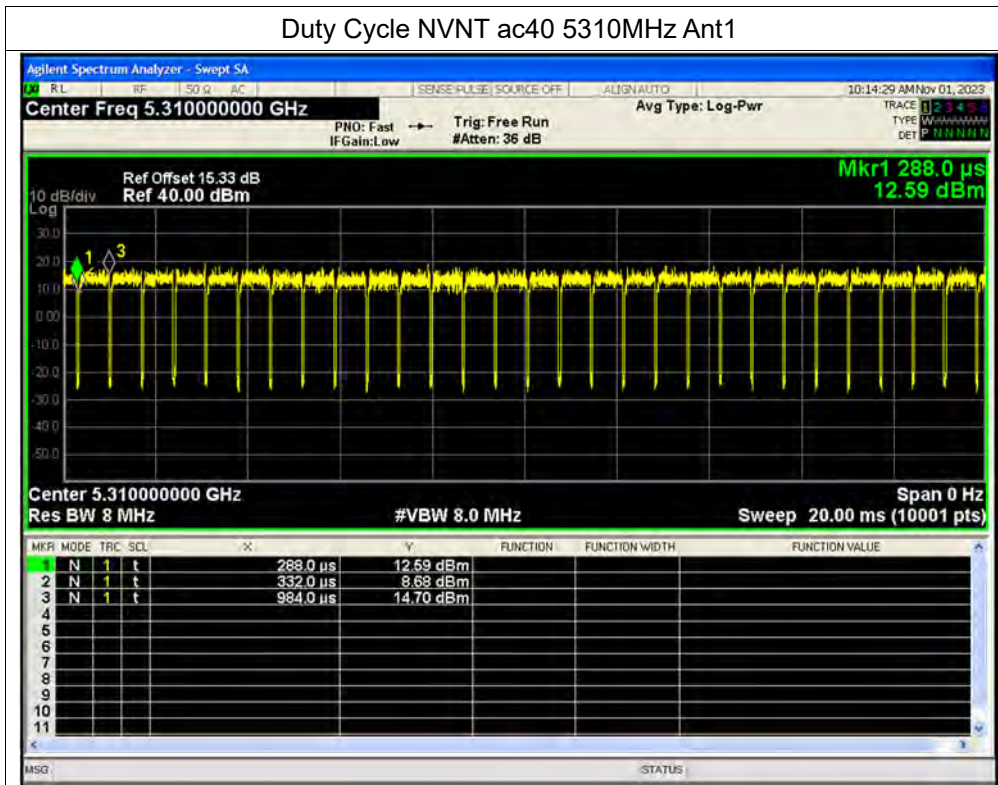 Duty Cycle NVNT ac40 5310MHz Ant1
Agilent Spectrum Analyzer - Swept SA
RL RF 50 Ω AC SENSE:PULSE SOURCE OFF ALIGN AUTO 10:14:29 AM Nov 01, 2023
Center Freq 5.310000000 GHz Avg Type: Log-Pwr TRACE 1 2 3 4 5 6
PNO: Fast Trig: Free Run TYPE W
IFGain:Low #Atten: 36 dB DET P N N N N N
Mkr1 288.0 µs
Ref Offset 15.33 dB
10 dB/div Ref 40.00 dBm 12.59 dBm
Log
30.0
20.0
10.0
0.00
-10.0
-20.0
-30.0
-40.0
-50.0
1 2 3
Center 5.310000000 GHz Span 0 Hz
Res BW 8 MHz #VBW 8.0 MHz Sweep 20.00 ms (10001 pts)
MKR MODE TRC SCL X Y FUNCTION FUNCTION WIDTH FUNCTION VALUE
1 N 1 t 288.0 µs 12.59 dBm
2 N 1 t 332.0 µs 8.68 dBm
3 N 1 t 984.0 µs 14.70 dBm
4
5
6
7
8
9
10
11
MSG STATUS